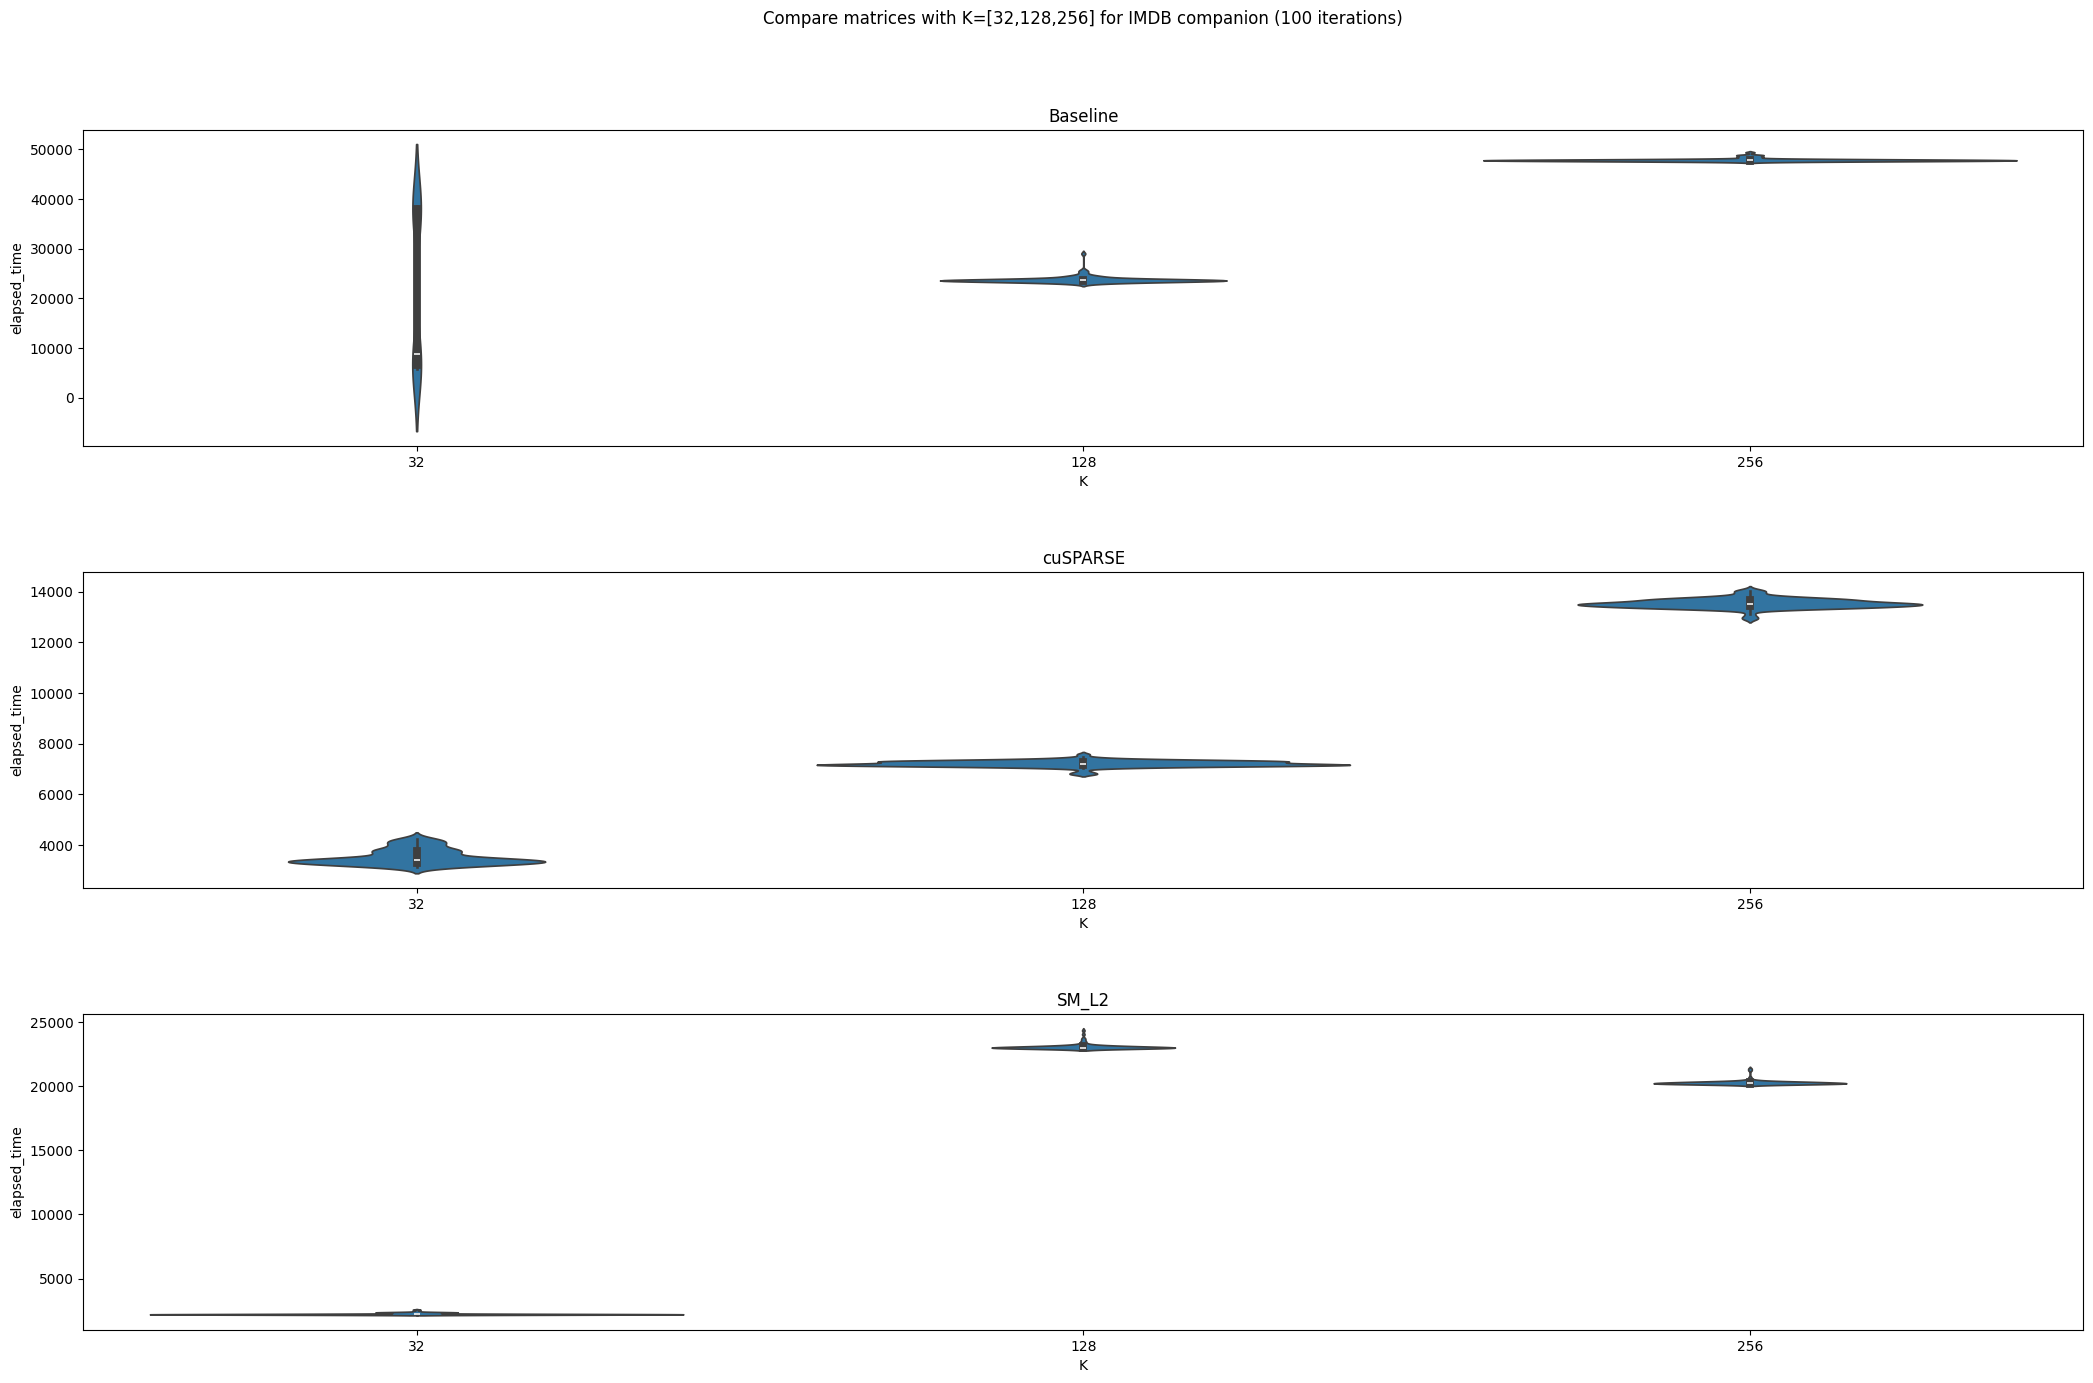 Compare matrices with K=[32,128,256] for IMDB companion (100 iterations)
Baseline
elapsed_time
50000
40000
30000
20000
10000
0
32
128
256
K
cuSPARSE
elapsed_time
14000
12000
10000
8000
6000
4000
32
128
256
K
SM_L2
elapsed_time
25000
20000
15000
10000
5000
32
128
256
K